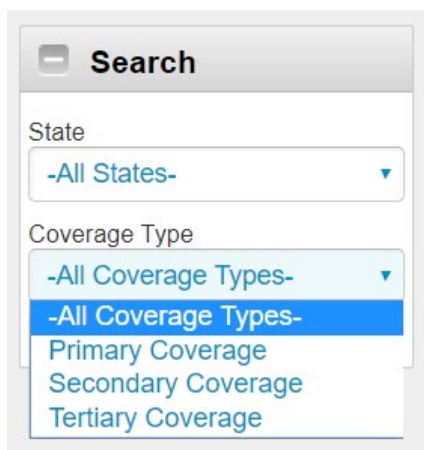 Search
State
-All States-
Coverage Type
-All Coverage Types-
-All Coverage Types-
Primary Coverage
Secondary Coverage
Tertiary Coverage